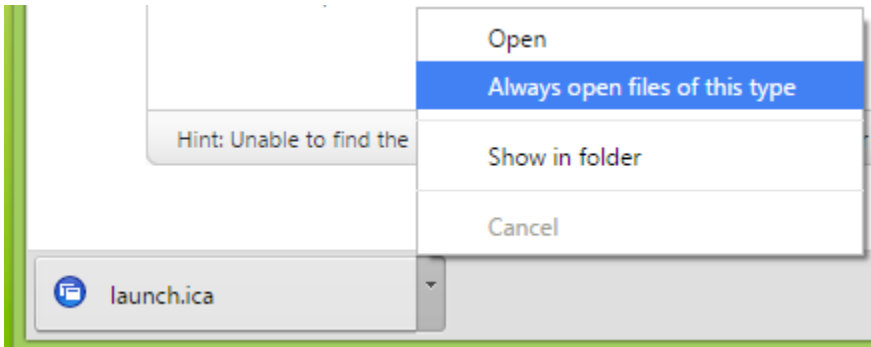 Open
Always open files of this type
Hint: Unable to find the
Show in folder
Cancel
launch.ica